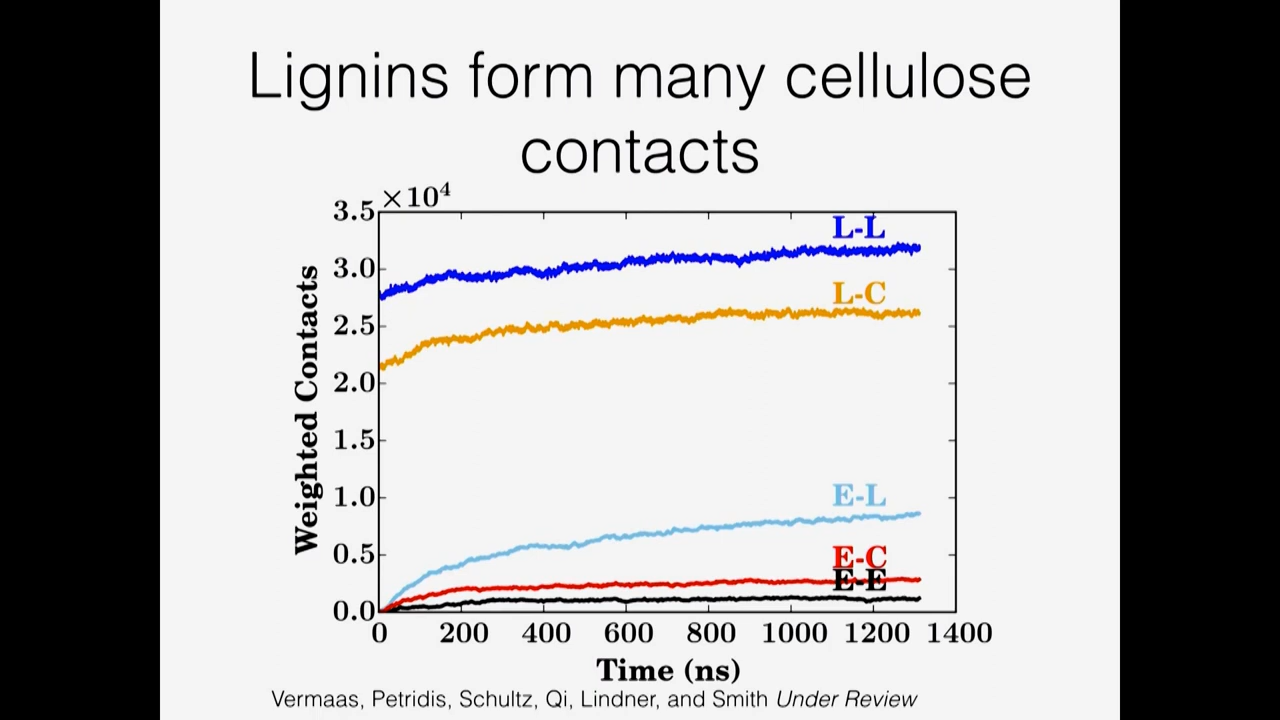 Lignins form many cellulose
contacts
×10⁴
3.5
3.0
2.5
2.0
1.5
1.0
0.5
0.0
Weighted Contacts
L-L
L-C
E-L
E-C
E-E
0 200 400 600 800 1000 1200 1400
Time (ns)
Vermaas, Petridis, Schultz, Qi, Lindner, and Smith Under Review